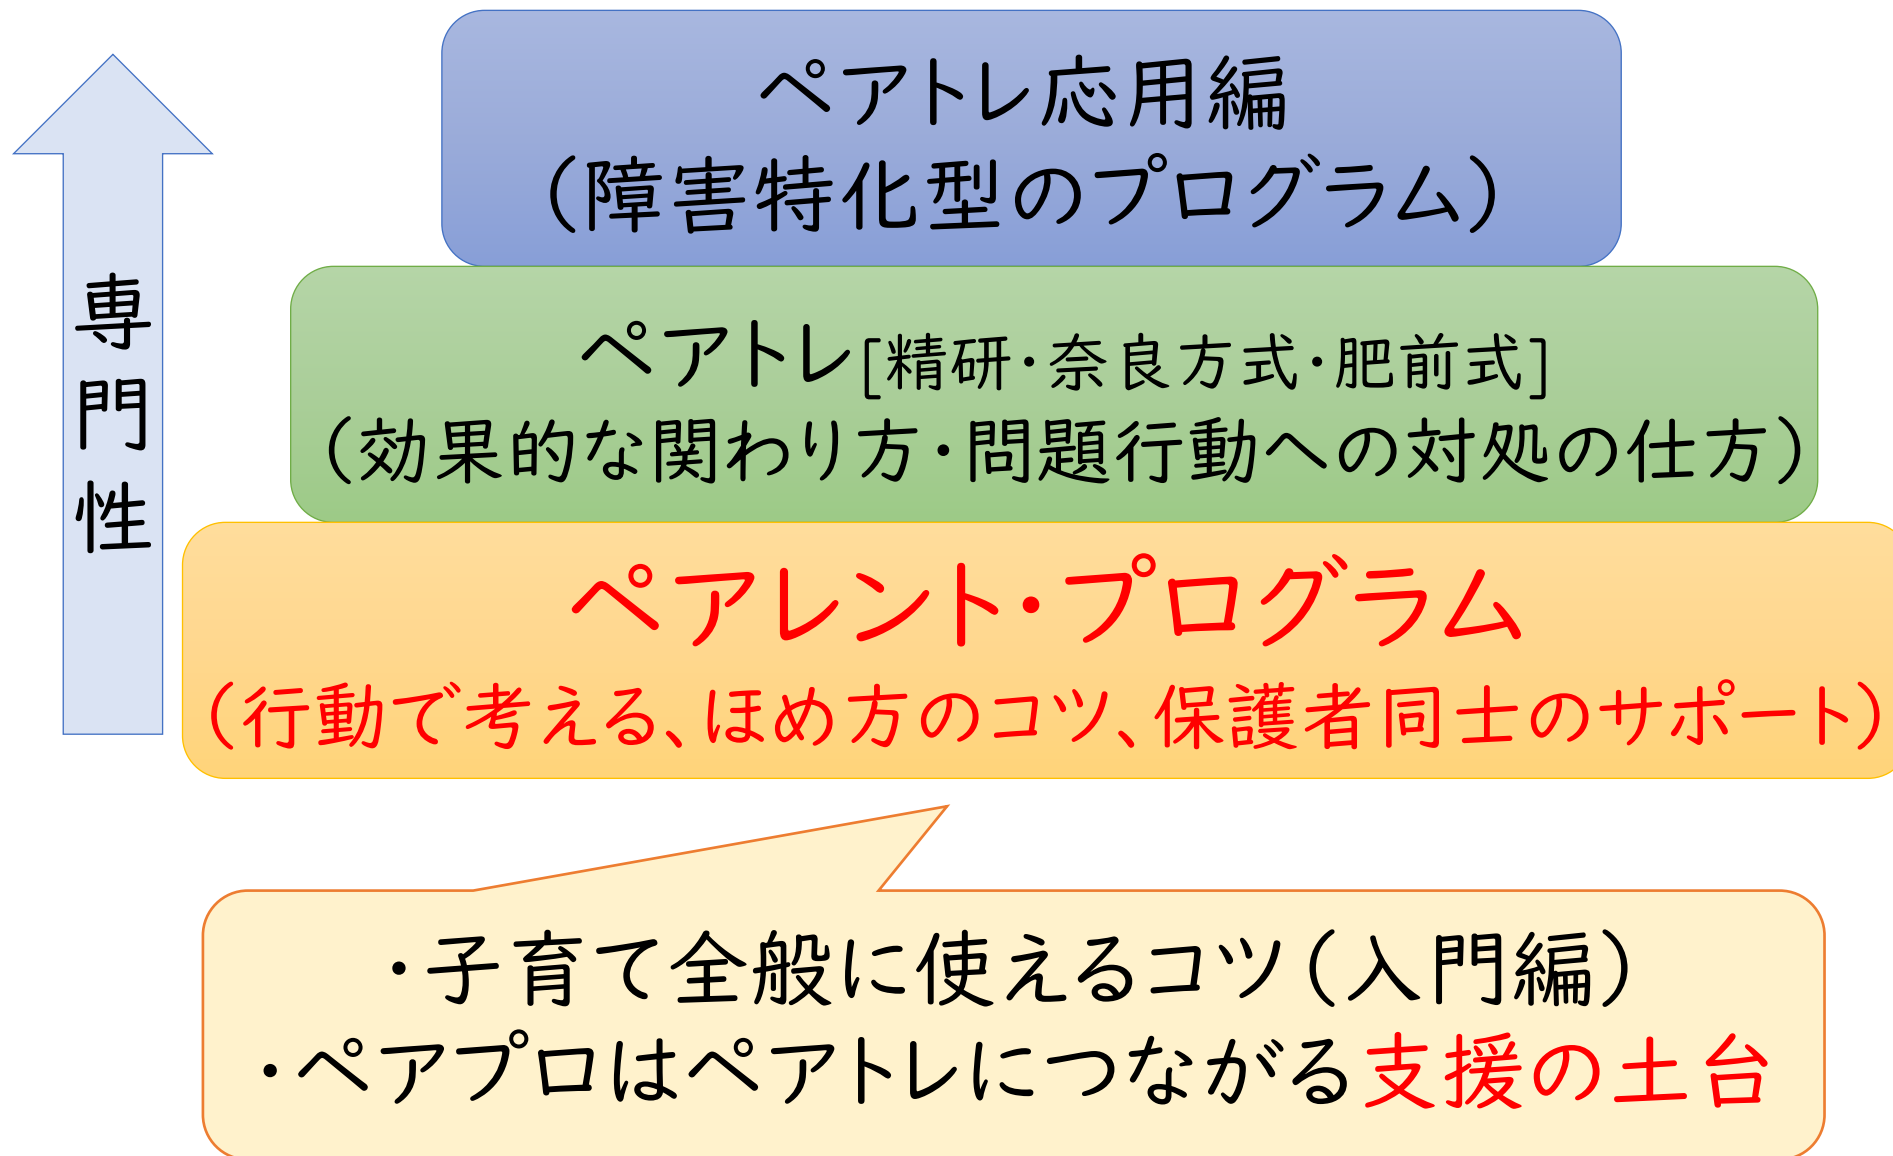 専門性
ペアトレ応用編
（障害特化型のプログラム）
ペアトレ[精研・奈良方式・肥前式]
（効果的な関わり方・問題行動への対処の仕方）
ペアレント・プログラム
（行動で考える、ほめ方のコツ、保護者同士のサポート）
・子育て全般に使えるコツ（入門編）
・ペアプロはペアトレにつながる支援の土台